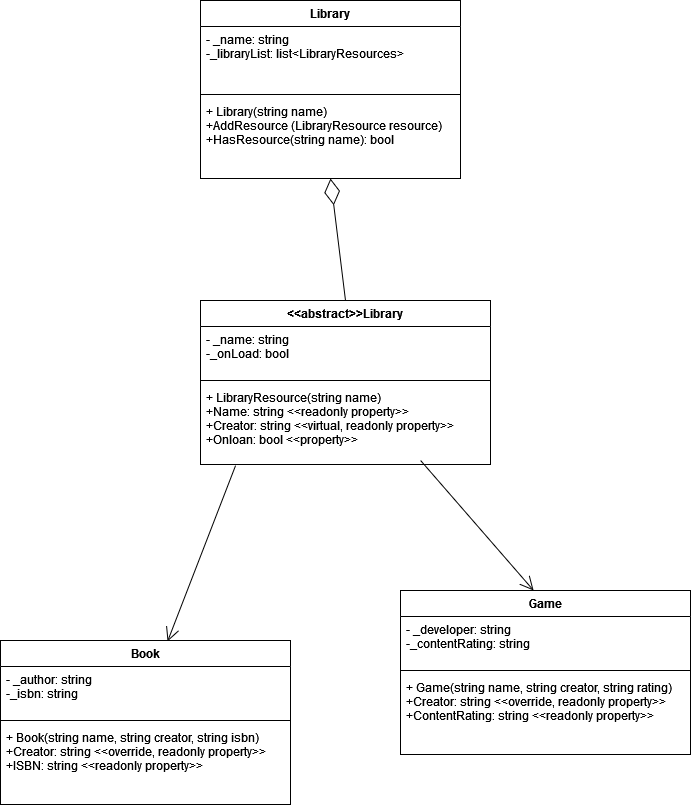 Library
- _name: string
-_libraryList: list<LibraryResources>
+ Library(string name)
+AddResource (LibraryResource resource)
+HasResource(string name): bool
<<abstract>>Library
- _name: string
-_onLoad: bool
+ LibraryResource(string name)
+Name: string <<readonly property>>
+Creator: string <<virtual, readonly property>>
+Onloan: bool <<property>>
Game
- _developer: string
-_contentRating: string
+ Game(string name, string creator, string rating)
+Creator: string <<override, readonly property>>
+ContentRating: string <<readonly property>>
Book
- _author: string
-_isbn: string
+ Book(string name, string creator, string isbn)
+Creator: string <<override, readonly property>>
+ISBN: string <<readonly property>>